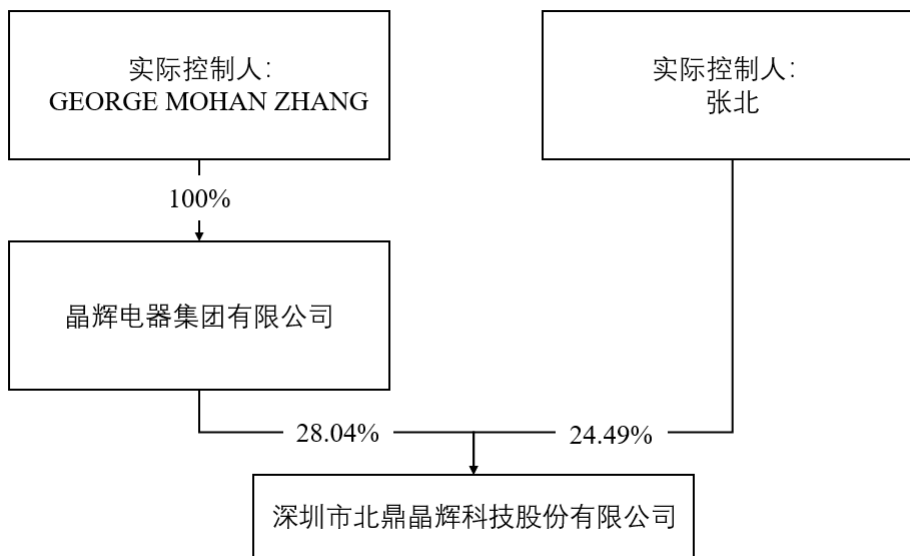 实际控制人：
GEORGE MOHAN ZHANG
实际控制人：
张北
100%
晶辉电器集团有限公司
28.04%
24.49%
深圳市北鼎晶辉科技股份有限公司